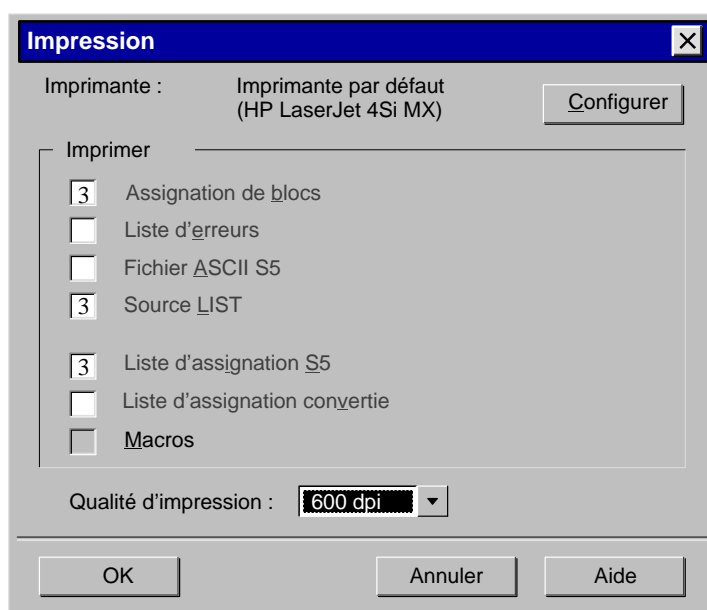 Impression
Imprimante :
Imprimante par défaut
(HP LaserJet 4Si MX)
Configurer
Imprimer
3 Assignation de blocs
Liste d'erreurs
Fichier ASCII S5
3 Source LIST
3 Liste d'assignation S5
Liste d'assignation convertie
Macros
Qualité d'impression : 600 dpi
OK Annuler Aide